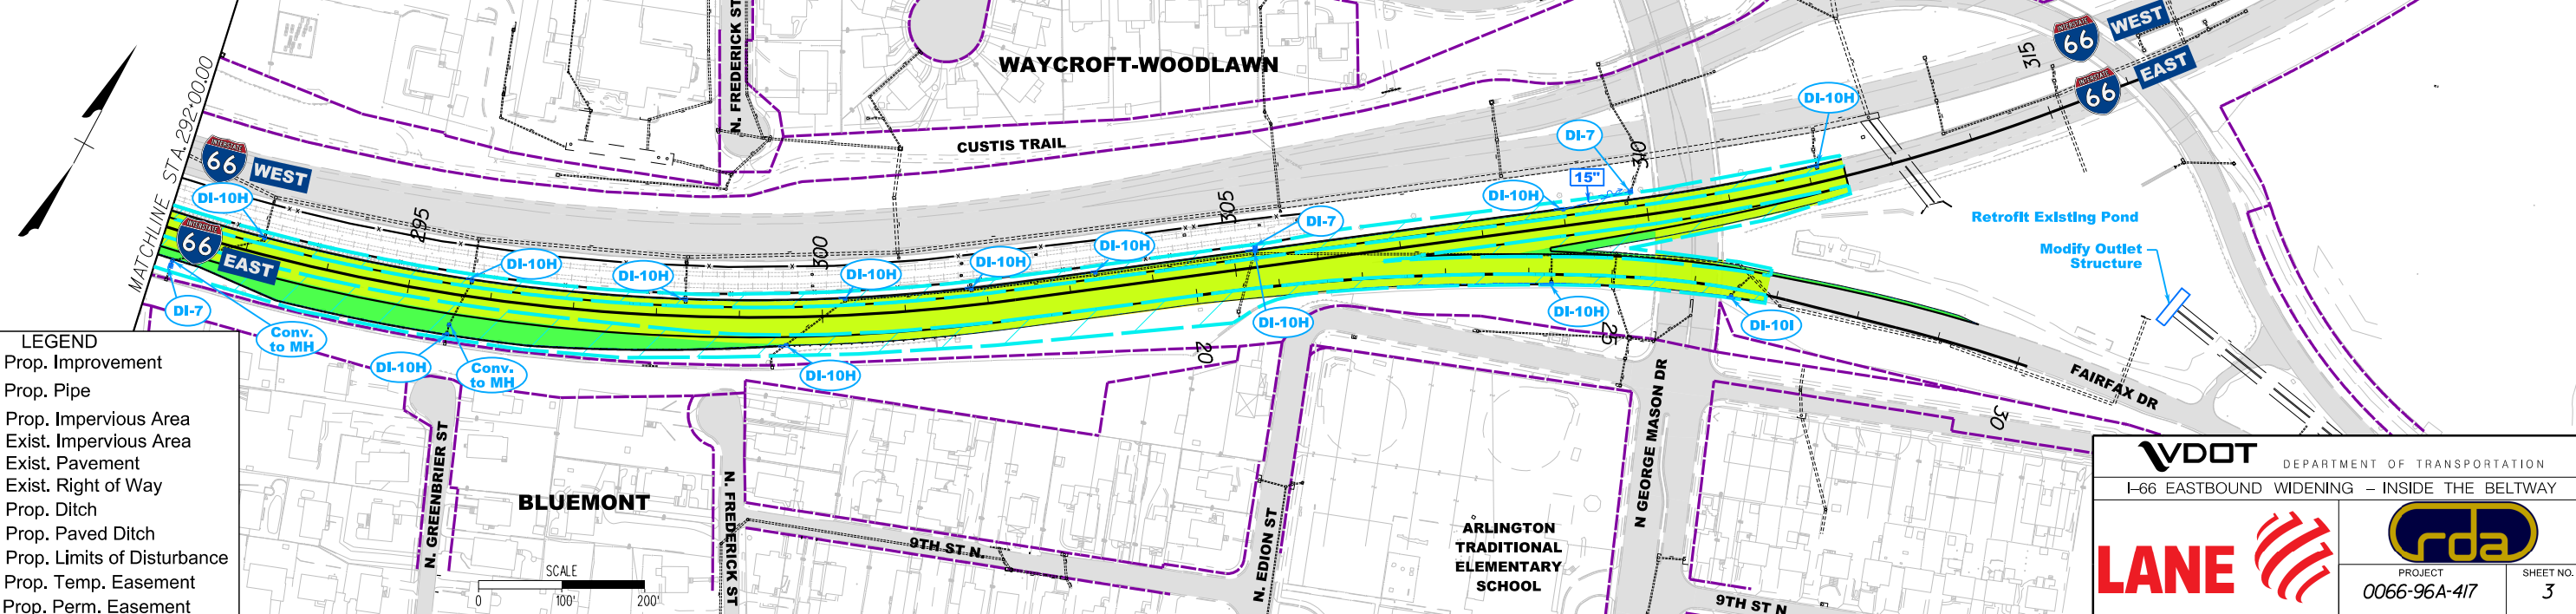 N. FREDERICK ST
WAYCROFT-WOODLAWN
CUSTIS TRAIL
MATCHLINE STA. 292+00.00
INTERSTATE
66
WEST
INTERSTATE
66
EAST
INTERSTATE
66
WEST
INTERSTATE
66
EAST
295
300
305
310
315
20
25
30
DI-10H
DI-7
Conv.
to MH
DI-10H
Conv.
to MH
DI-10H
DI-10H
DI-10H
DI-10H
DI-10H
DI-10H
DI-7
DI-10H
DI-10H
15"
DI-7
DI-10H
DI-10H
DI-10I
Retrofit Existing Pond
Modify Outlet
Structure
FAIRFAX DR
N GEORGE MASON DR
N. EDION ST
9TH ST N.
9TH ST N
N. FREDERICK ST
N. GREENBRIER ST
BLUEMONT
ARLINGTON
TRADITIONAL
ELEMENTARY
SCHOOL
SCALE
0 100' 200'
LEGEND
Prop. Improvement
Prop. Pipe
Prop. Impervious Area
Exist. Impervious Area
Exist. Pavement
Exist. Right of Way
Prop. Ditch
Prop. Paved Ditch
Prop. Limits of Disturbance
Prop. Temp. Easement
Prop. Perm. Easement
VDOT DEPARTMENT OF TRANSPORTATION
I-66 EASTBOUND WIDENING - INSIDE THE BELTWAY
LANE
rda
PROJECT
0066-96A-417
SHEET NO.
3